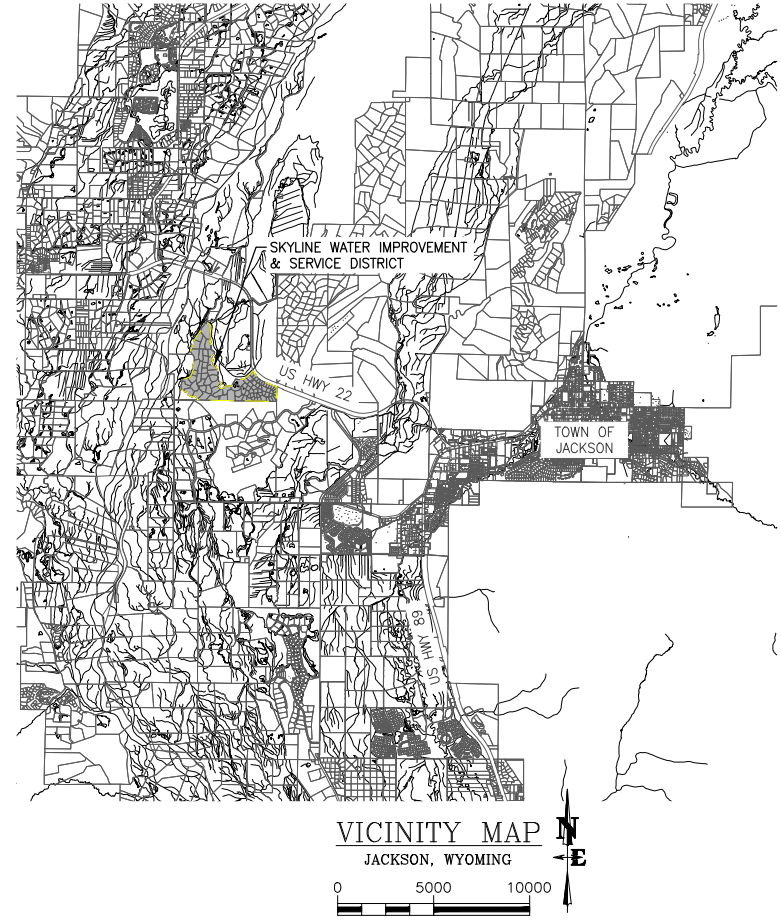 SKYLINE WATER IMPROVEMENT
& SERVICE DISTRICT
US HWY 22
TOWN OF
JACKSON
US HWY 89
VICINITY MAP
JACKSON, WYOMING
N
E
0 5000 10000